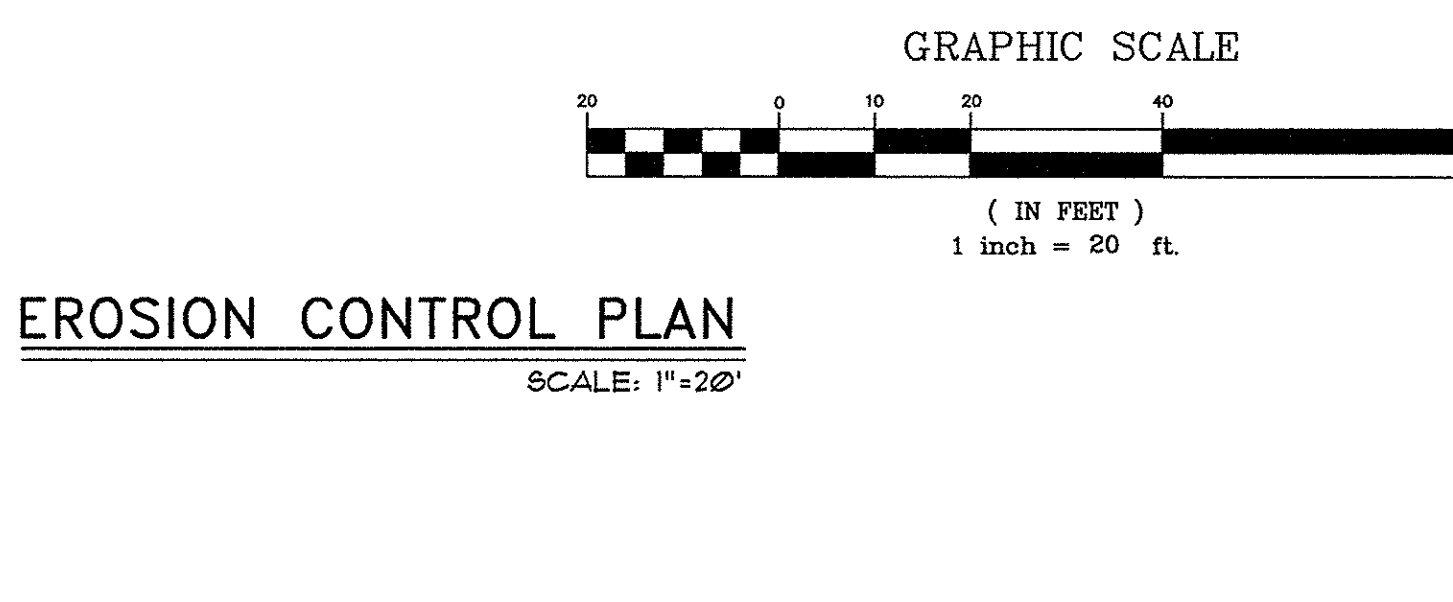 GRAPHIC SCALE
20 0 10 20 40
( IN FEET )
1 inch = 20 ft.
EROSION CONTROL PLAN
SCALE: 1"=20'